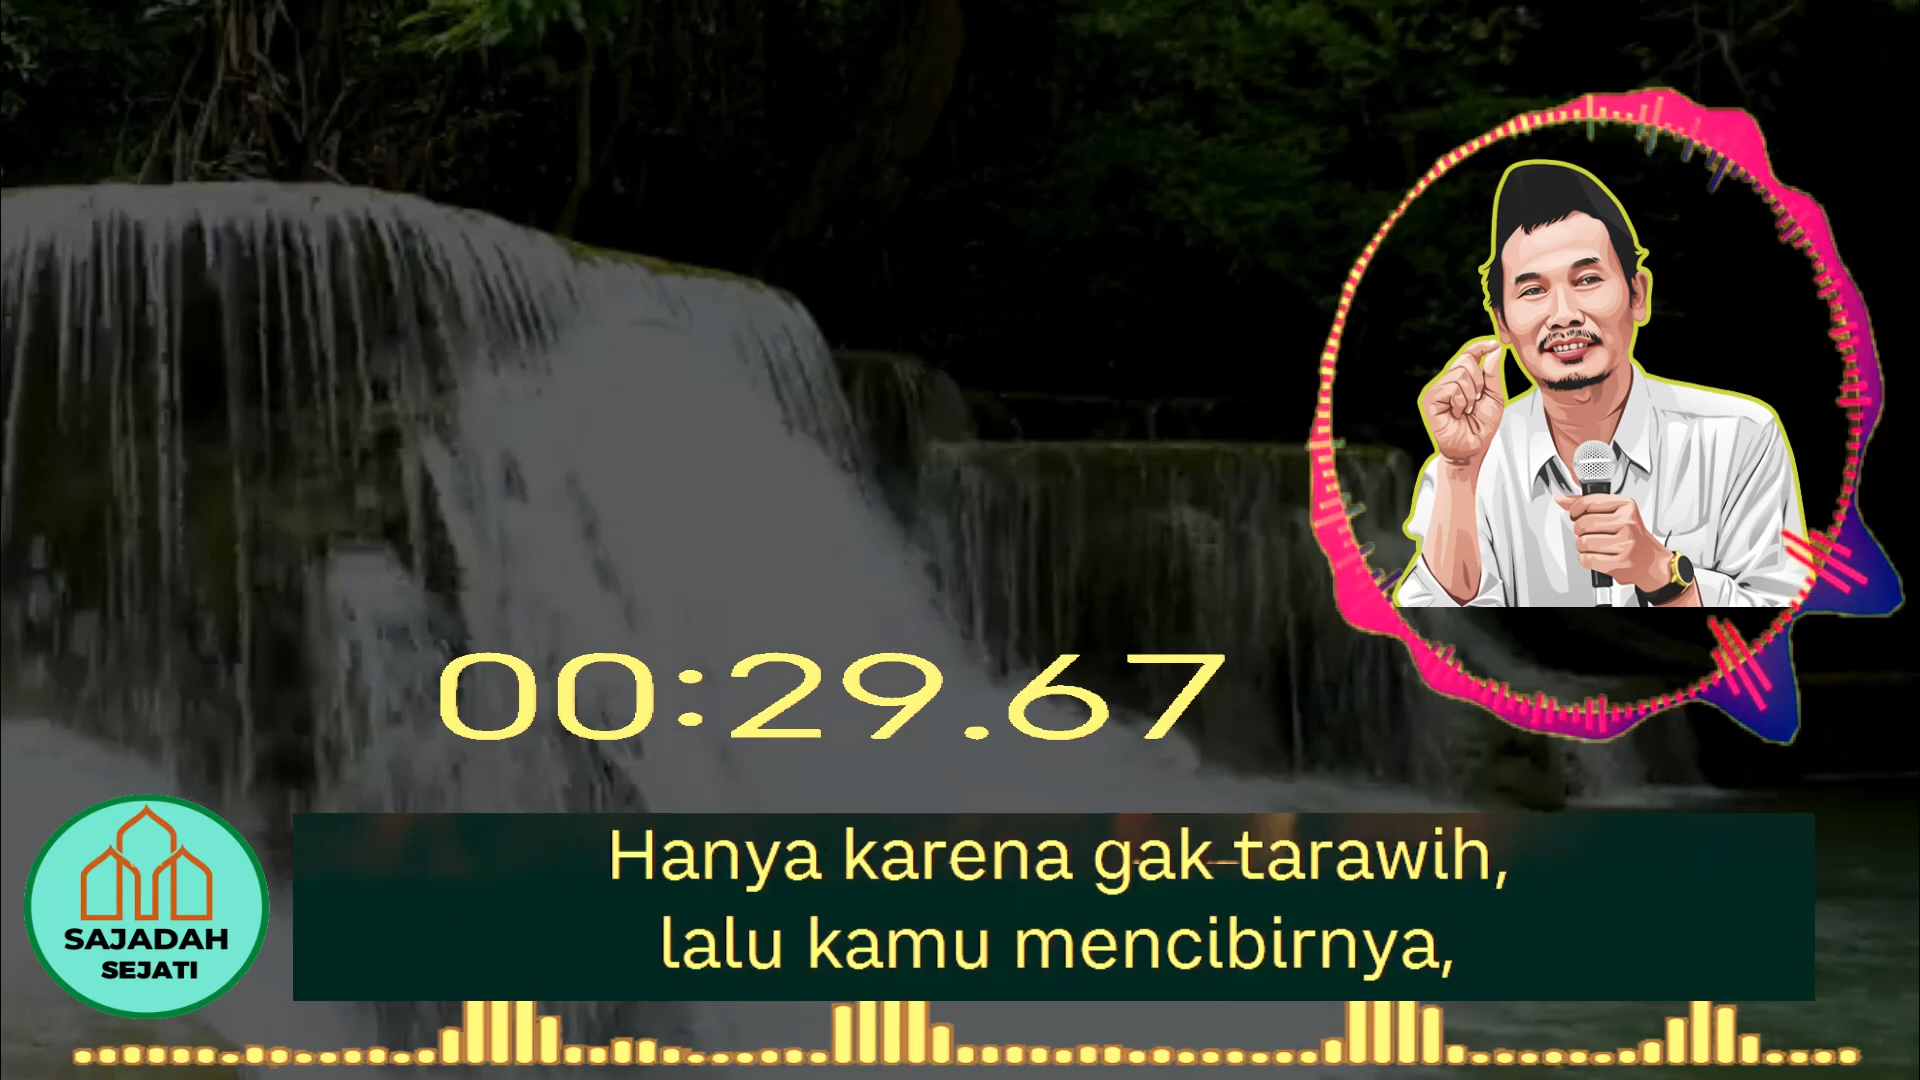 00:29.67
Hanya karena gak tarawih,
lalu kamu mencibirnya,
SAJADAH
SEJATI